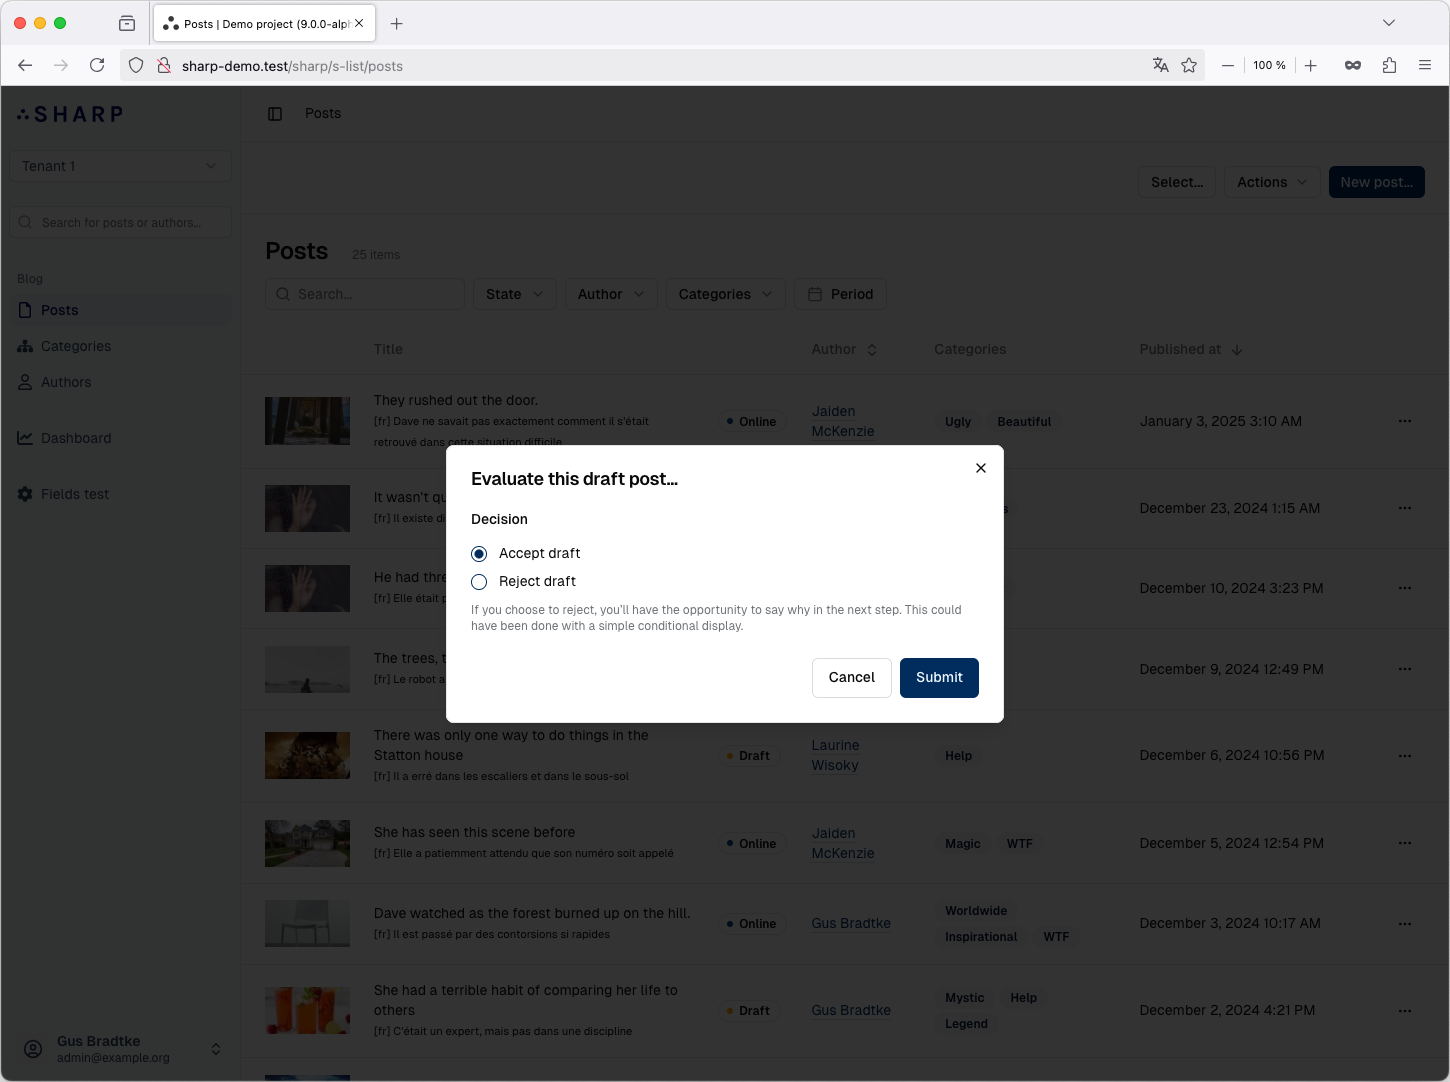 Posts | Demo project (9.0.0-alp
sharp-demo.test/sharp/s-list/posts
100 %
SHARP
Posts
Tenant 1
Search for posts or authors...
Select...
Actions
New post...
Blog
Posts
Categories
Authors
Dashboard
Fields test
Posts
25 items
Search...
State
Author
Categories
Period
Title
Author
Categories
Published at
They rushed out the door.
[fr] Dave ne savait pas exactement comment il s'était
retrouvé dans cette situation difficile
Online
Jaiden
McKenzie
Ugly
Beautiful
January 3, 2025 3:10 AM
It wasn't
[fr] Il existe
December 23, 2024 1:15 AM
He had
[fr] Elle était
December 10, 2024 3:23 PM
The trees,
[fr] Le robot
December 9, 2024 12:49 PM
Evaluate this draft post...
Decision
Accept draft
Reject draft
If you choose to reject, you'll have the opportunity to say why in the next step. This could
have been done with a simple conditional display.
Cancel
Submit
There was only one way to do things in the
Statton house
[fr] Il a erré dans les escaliers et dans le sous-sol
Draft
Laurine
Wisoky
Help
December 6, 2024 10:56 PM
She has seen this scene before
[fr] Elle a patiemment attendu que son numéro soit appelé
Online
Jaiden
McKenzie
Magic
WTF
December 5, 2024 12:54 PM
Dave watched as the forest burned up on the hill.
[fr] Il est passé par des contorsions si rapides
Online
Gus Bradtke
Worldwide
Inspirational
WTF
December 3, 2024 10:17 AM
She had a terrible habit of comparing her life to
others
[fr] C'était un expert, mais pas dans une discipline
Draft
Gus Bradtke
Mystic
Help
Legend
December 2, 2024 4:21 PM
Gus Bradtke
admin@example.org